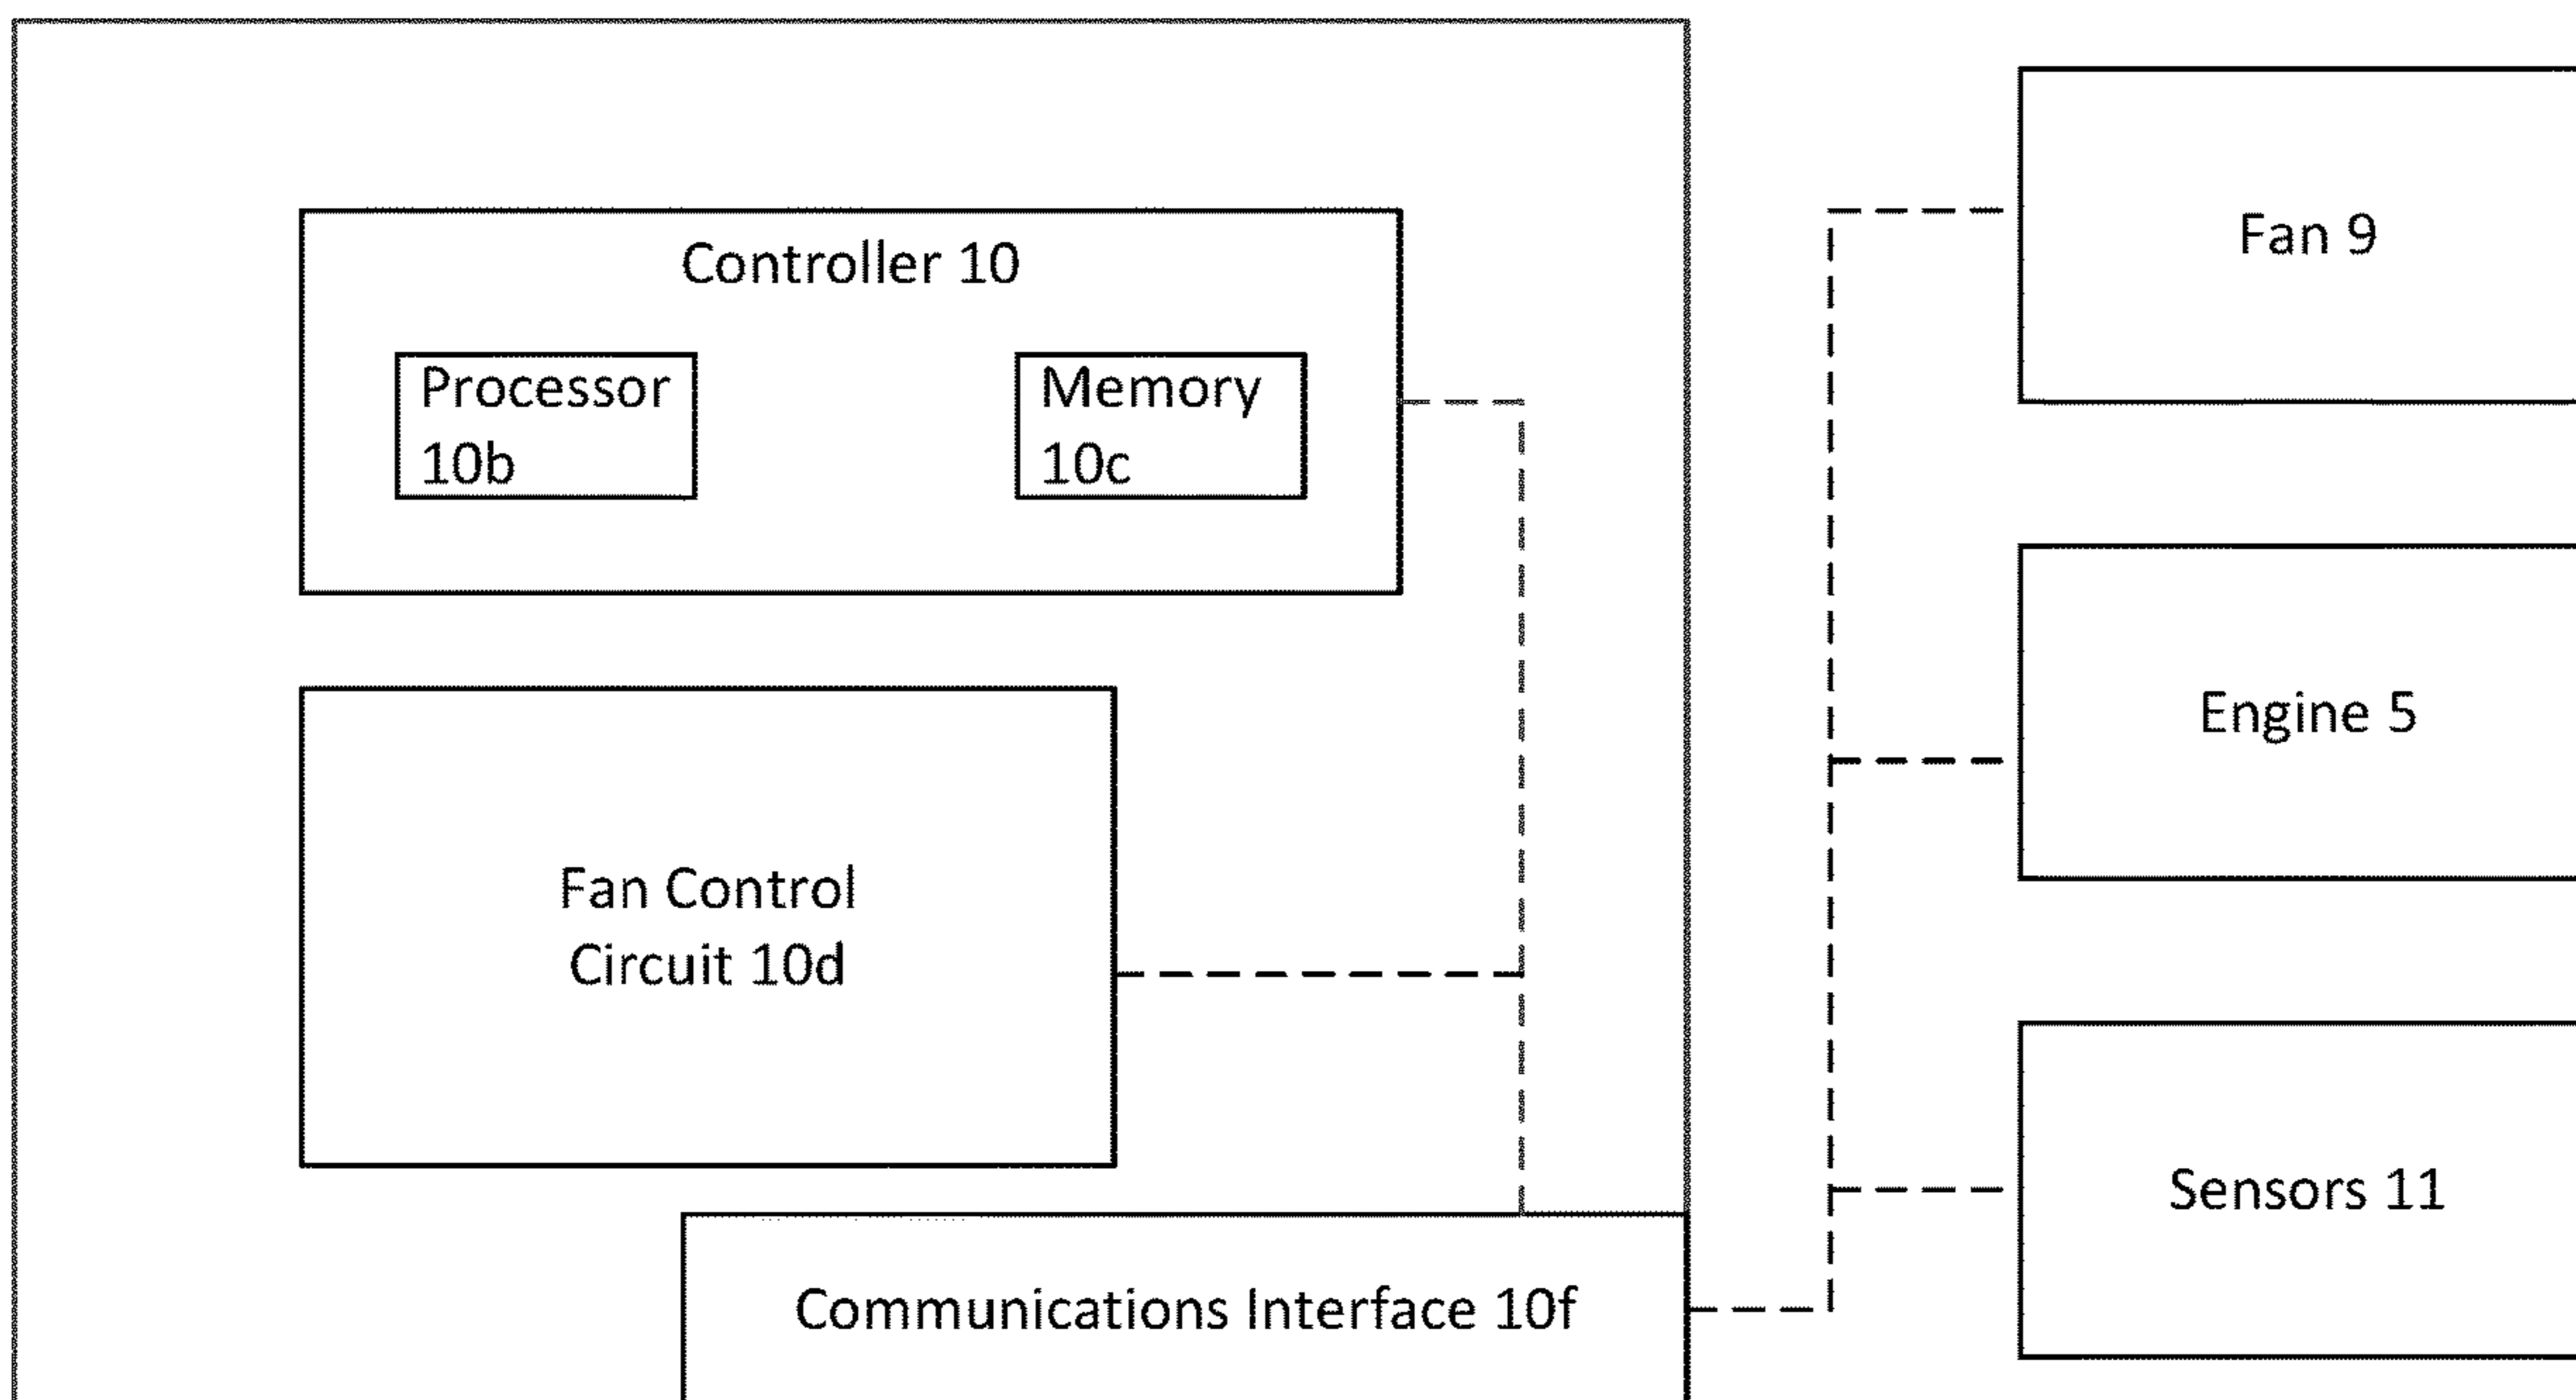 Controller 10
Processor
10b
Memory
10c
Fan Control
Circuit 10d
Communications Interface 10f
Fan 9
Engine 5
Sensors 11